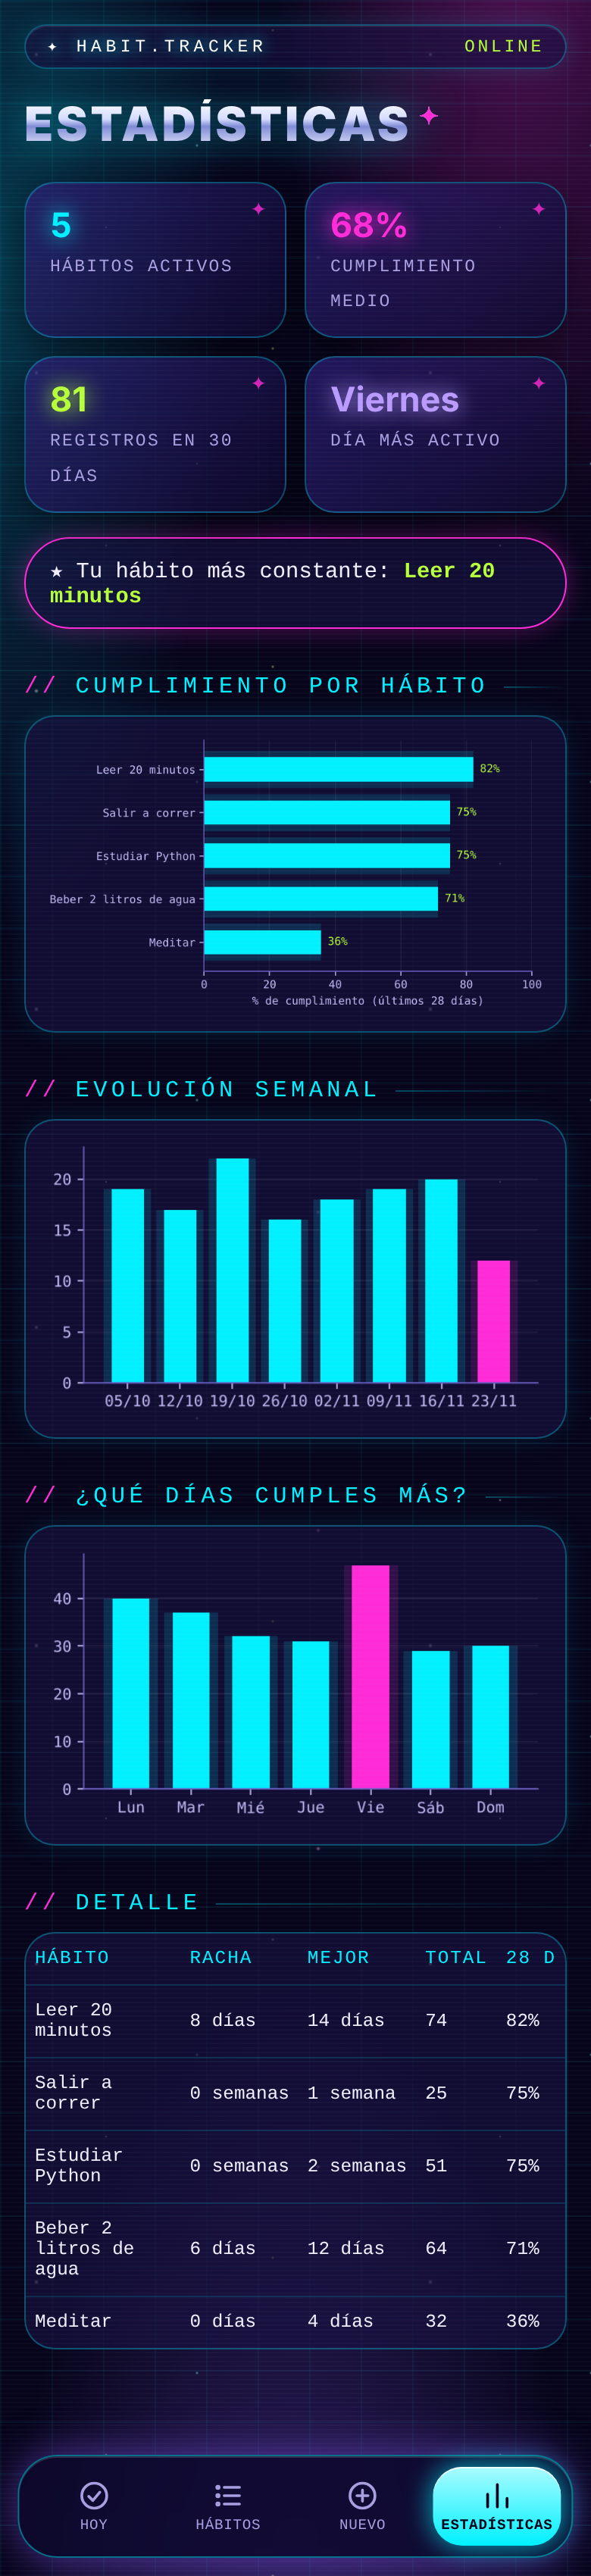 ✦ HABIT.TRACKER ONLINE
ESTADÍSTICAS ✦
5
HÁBITOS ACTIVOS
68%
CUMPLIMIENTO
MEDIO
81
REGISTROS EN 30
DÍAS
Viernes
DÍA MÁS ACTIVO
★ Tu hábito más constante: Leer 20
minutos
// CUMPLIMIENTO POR HÁBITO
Leer 20 minutos 82%
Salir a correr 75%
Estudiar Python 75%
Beber 2 litros de agua 71%
Meditar 36%
0 20 40 60 80 100
% de cumplimiento (últimos 28 días)
// EVOLUCIÓN SEMANAL
20
15
10
5
0
05/10 12/10 19/10 26/10 02/11 09/11 16/11 23/11
// ¿QUÉ DÍAS CUMPLES MÁS?
40
30
20
10
0
Lun Mar Mié Jue Vie Sáb Dom
// DETALLE
HÁBITO RACHA MEJOR TOTAL 28 D
Leer 20
minutos
8 días 14 días 74 82%
Salir a
correr
0 semanas 1 semana 25 75%
Estudiar
Python
0 semanas 2 semanas 51 75%
Beber 2
litros de
agua
6 días 12 días 64 71%
Meditar 0 días 4 días 32 36%
HOY HÁBITOS NUEVO ESTADÍSTICAS